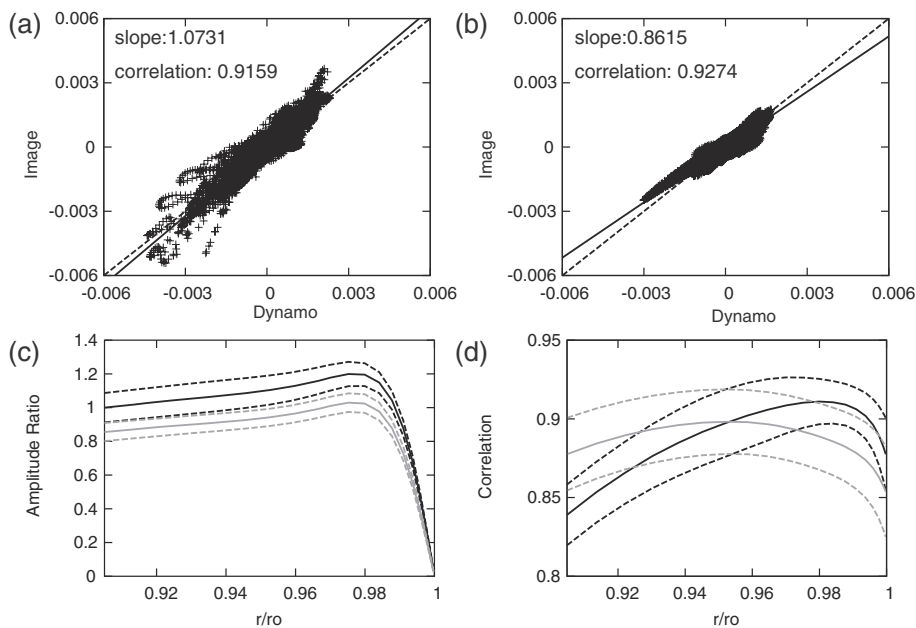 (a)
0.006
slope:1.0731
correlation: 0.9159
0.003
Image
0
-0.003
-0.006
-0.006 -0.003 0 0.003 0.006
Dynamo
(b)
0.006
slope:0.8615
correlation: 0.9274
0.003
Image
0
-0.003
-0.006
-0.006 -0.003 0 0.003 0.006
Dynamo
(c)
1.4
1.2
1
0.8
0.6
0.4
0.2
0
Amplitude Ratio
0.92 0.94 0.96 0.98 1
r/ro
(d)
0.95
0.9
0.85
0.8
Correlation
0.92 0.94 0.96 0.98 1
r/ro